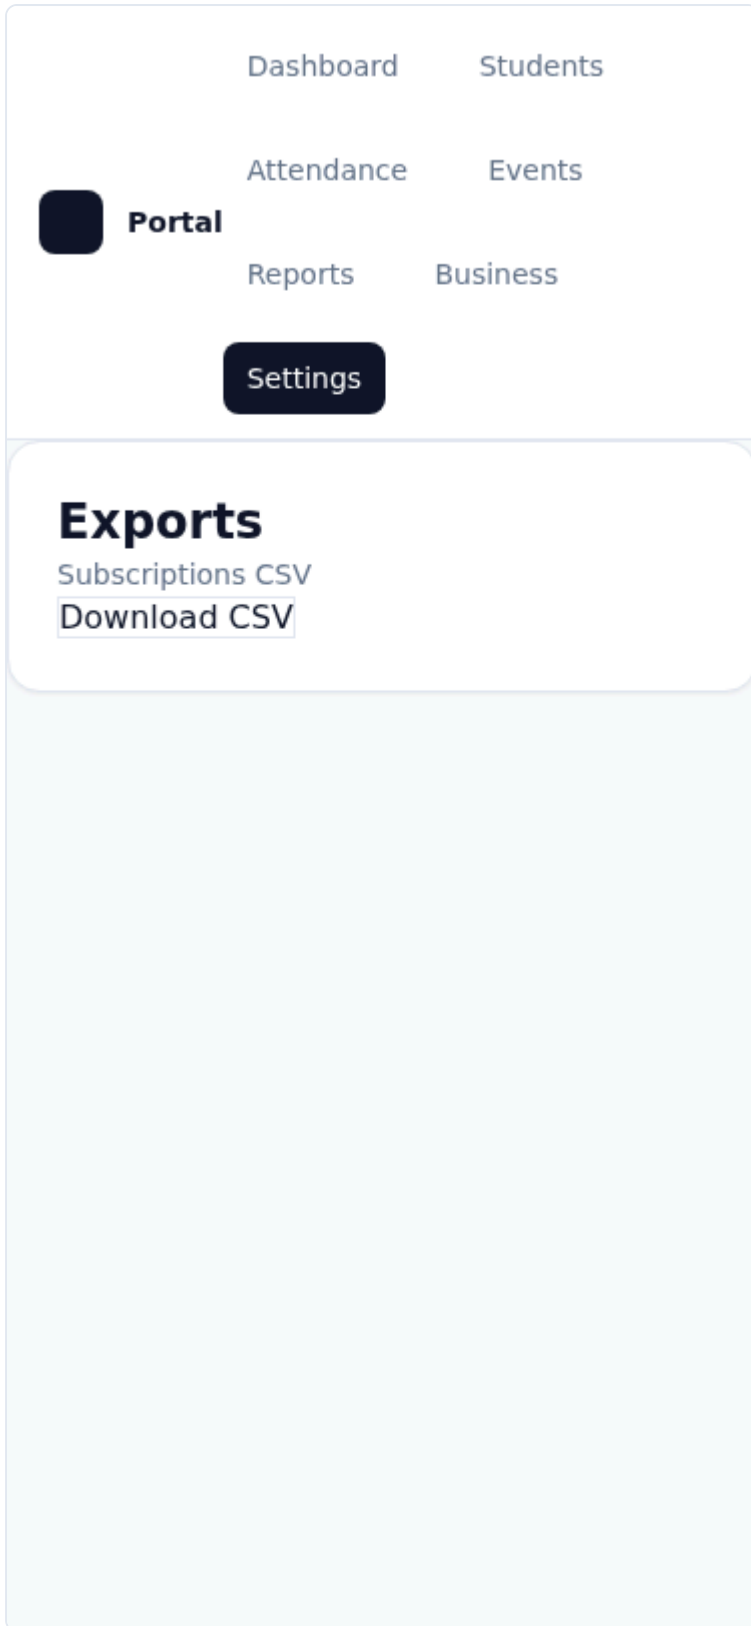 Dashboard Students
Attendance Events
Portal
Reports Business
Settings
Exports
Subscriptions CSV
Download CSV